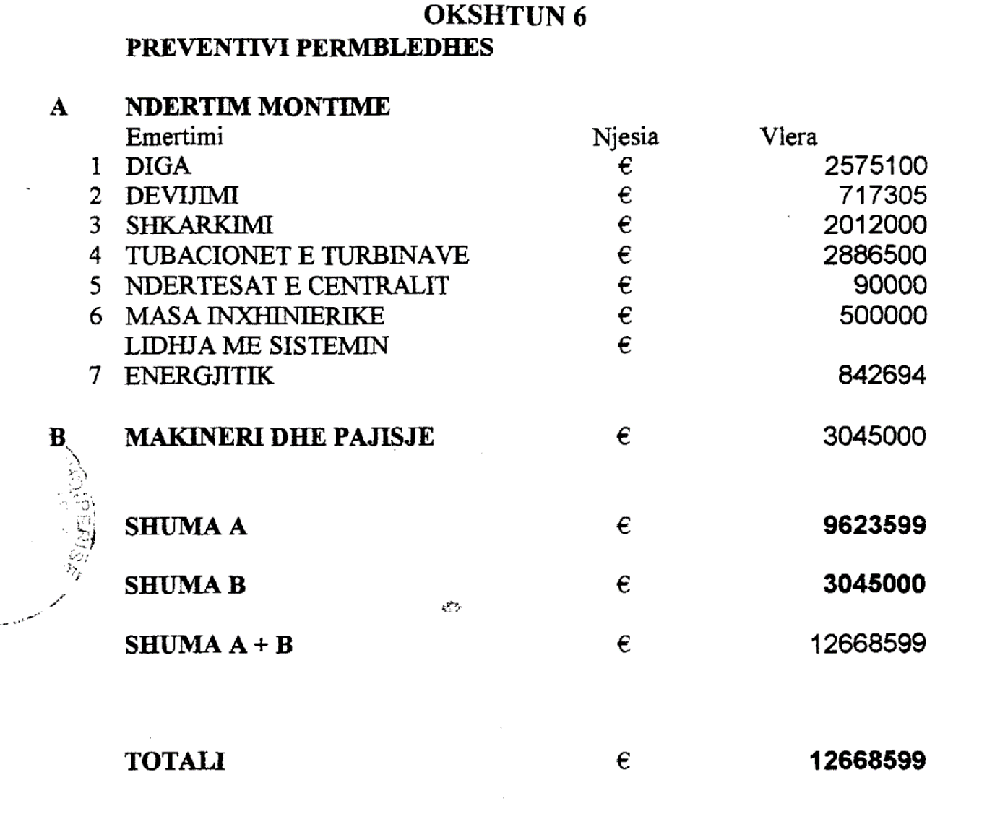 OKSHTUN 6
PREVENTIVI PERMBLEDHES
A NDERTIM MONTIME
Emertimi Njesia Vlera
1 DIGA € 2575100
2 DEVIJIMI € 717305
3 SHKARKIMI € 2012000
4 TUBACIONET E TURBINAVE € 2886500
5 NDERTESAT E CENTRALIT € 90000
6 MASA INXHINIERIKE € 500000
LIDHJA ME SISTEMIN €
7 ENERGJITIK 842694
B MAKINERI DHE PAJISJE € 3045000
SHUMA A € 9623599
SHUMA B € 3045000
SHUMA A + B € 12668599
TOTALI € 12668599